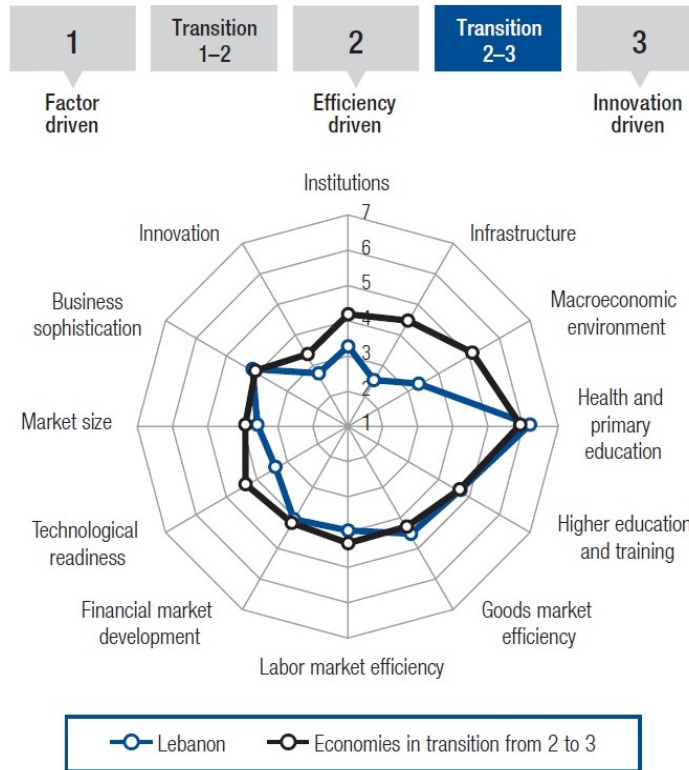 1
Transition
1–2
2
Transition
2–3
3
Factor
driven
Efficiency
driven
Innovation
driven
Institutions
7
6
5
4
3
2
1
Infrastructure
Macroeconomic
environment
Health and
primary
education
Higher education
and training
Goods market
efficiency
Labor market efficiency
Financial market
development
Technological
readiness
Market size
Business
sophistication
Innovation
Lebanon
Economies in transition from 2 to 3